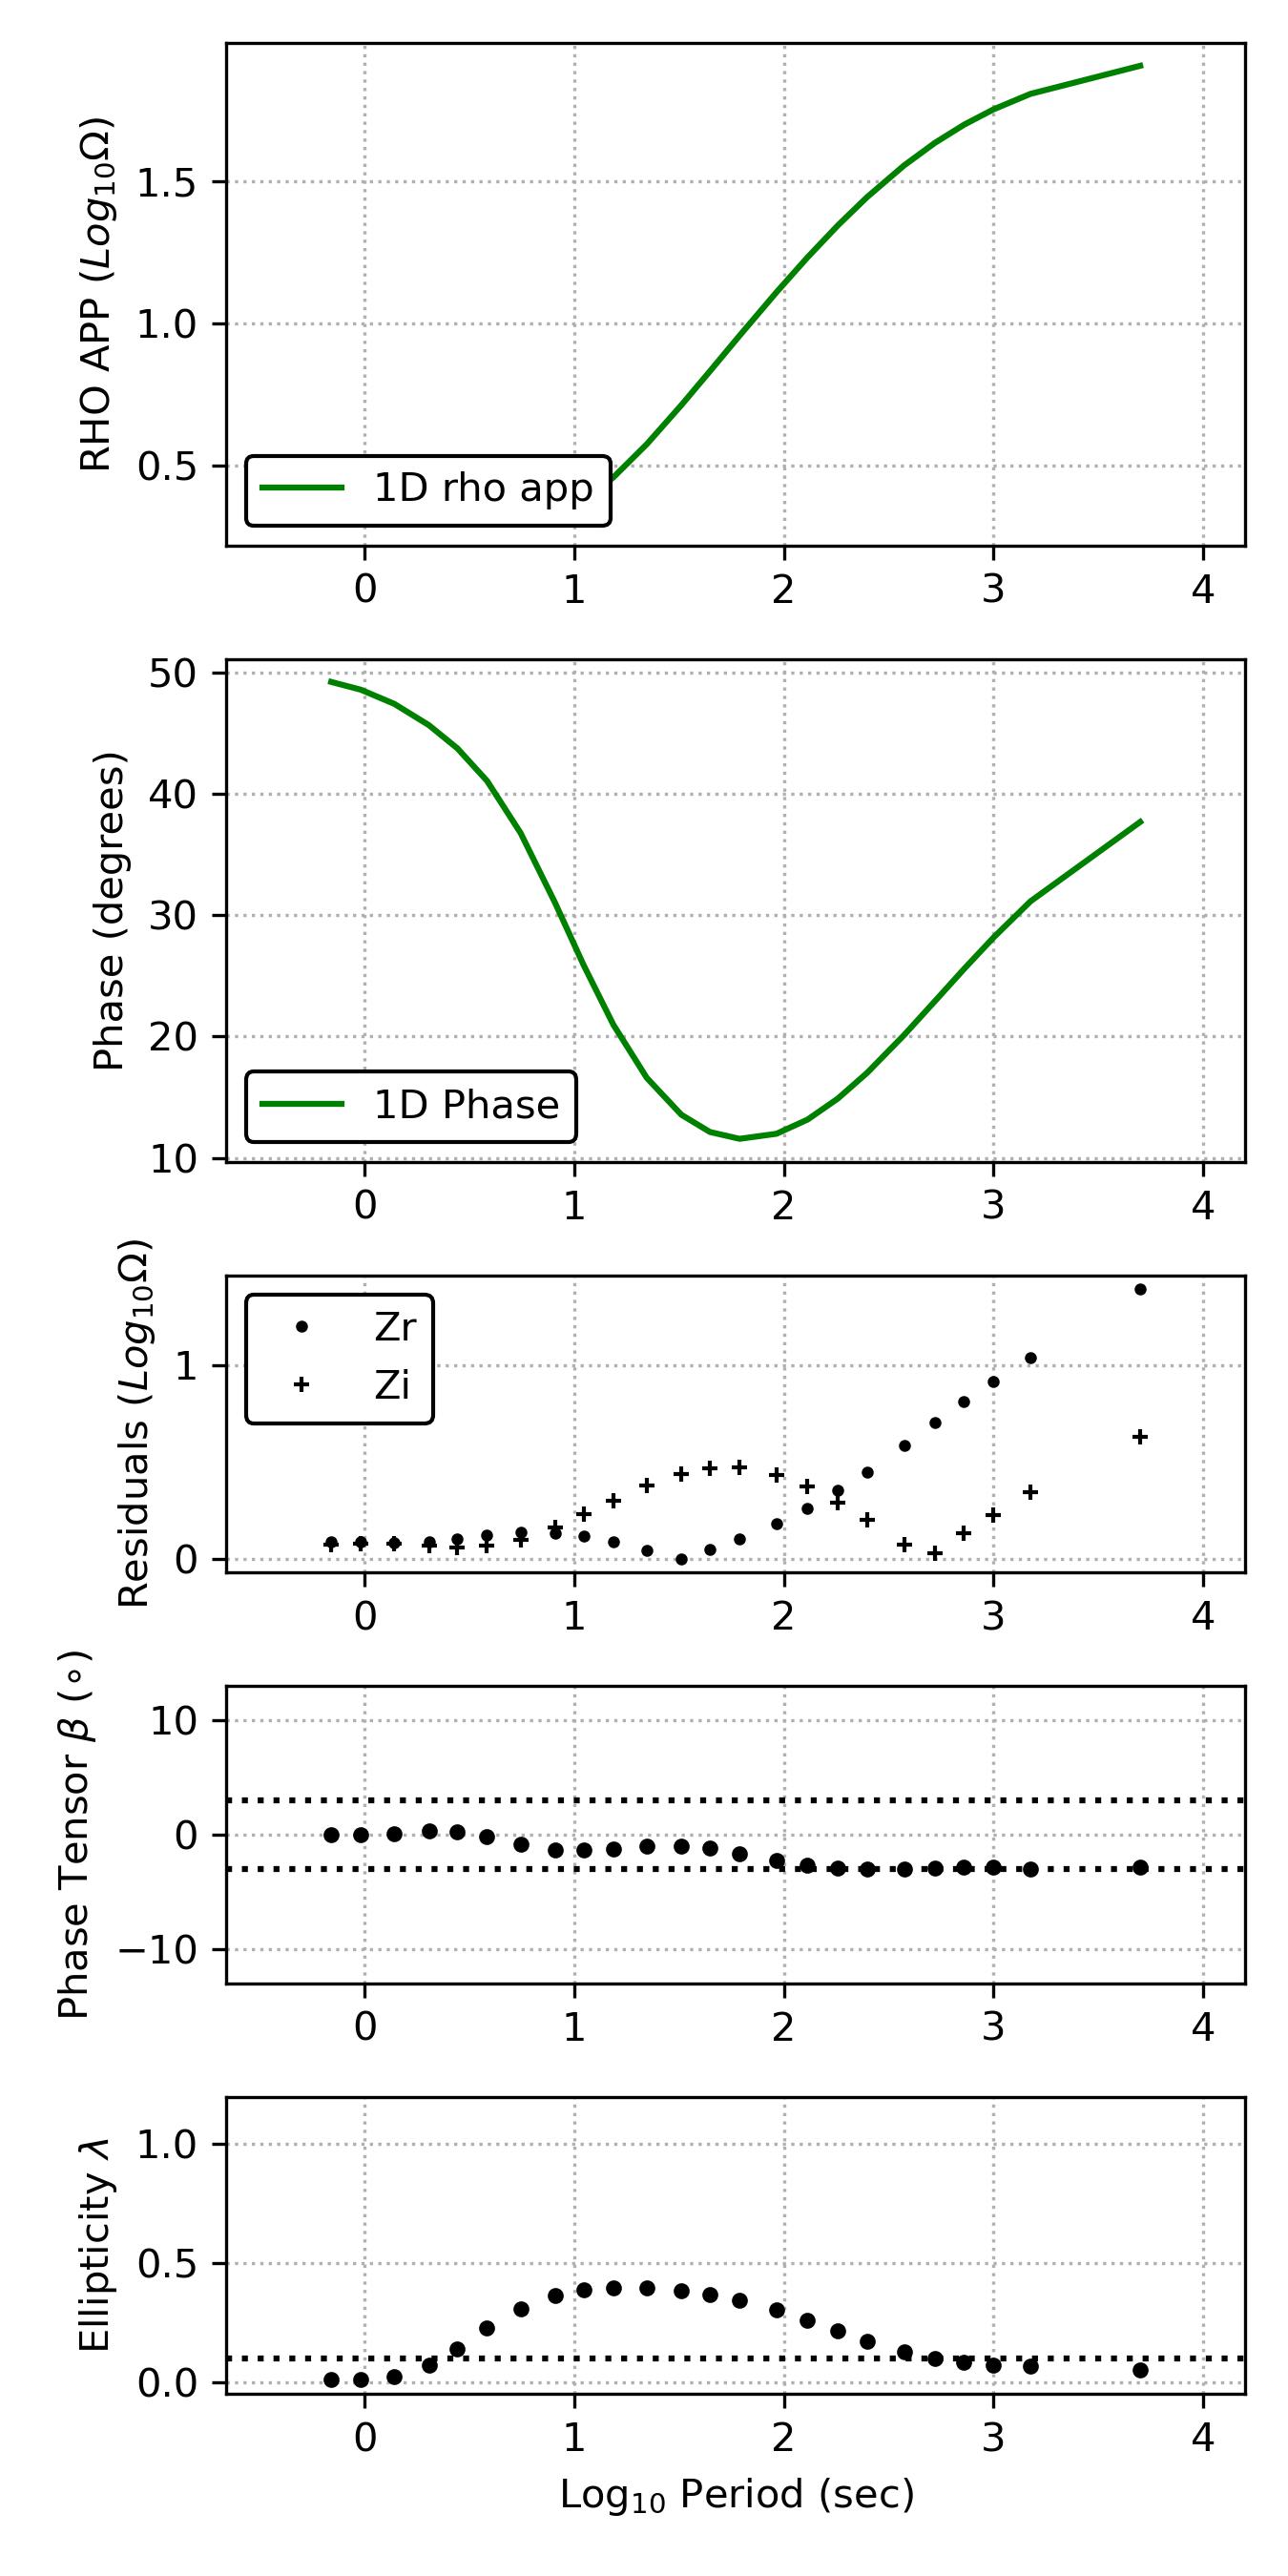 RHO APP (Log₁₀Ω)
1.5
1.0
0.5
1D rho app
0 1 2 3 4
Phase (degrees)
50
40
30
20
10
1D Phase
0 1 2 3 4
Residuals (Log₁₀Ω)
1
0
Zr
Zi
0 1 2 3 4
Phase Tensor β (∘)
10
0
−10
0 1 2 3 4
Ellipticity λ
1.0
0.5
0.0
0 1 2 3 4
Log₁₀ Period (sec)